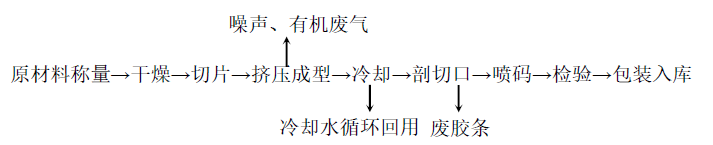 噪声、有机废气
原材料称量→干燥→切片→挤压成型→冷却→剖切口→喷码→检验→包装入库
冷却水循环回用 废胶条